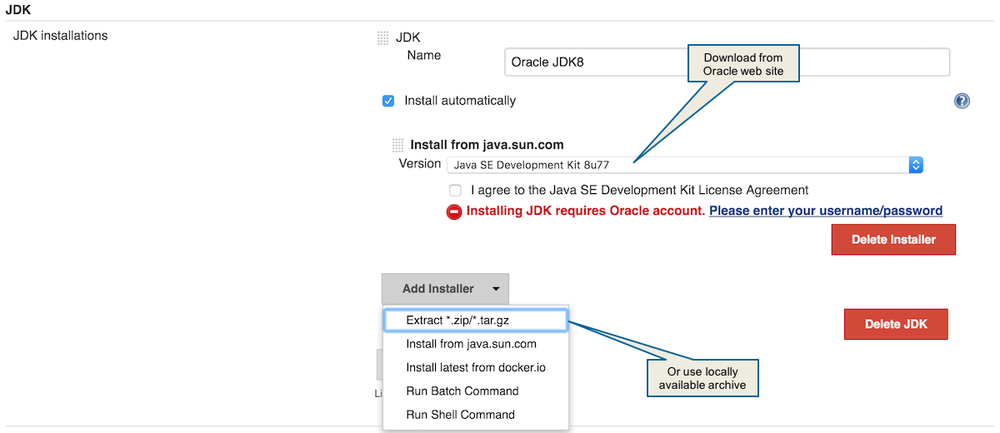 JDK
JDK installations
JDK
Name
Oracle JDK8
Download from
Oracle web site
Install automatically
?
Install from java.sun.com
Version
Java SE Development Kit 8u77
I agree to the Java SE Development Kit License Agreement
Installing JDK requires Oracle account. Please enter your username/password
Delete Installer
Add Installer
Extract *.zip/*.tar.gz
Delete JDK
Install from java.sun.com
Install latest from docker.io
Or use locally
available archive
Run Batch Command
Li
Run Shell Command